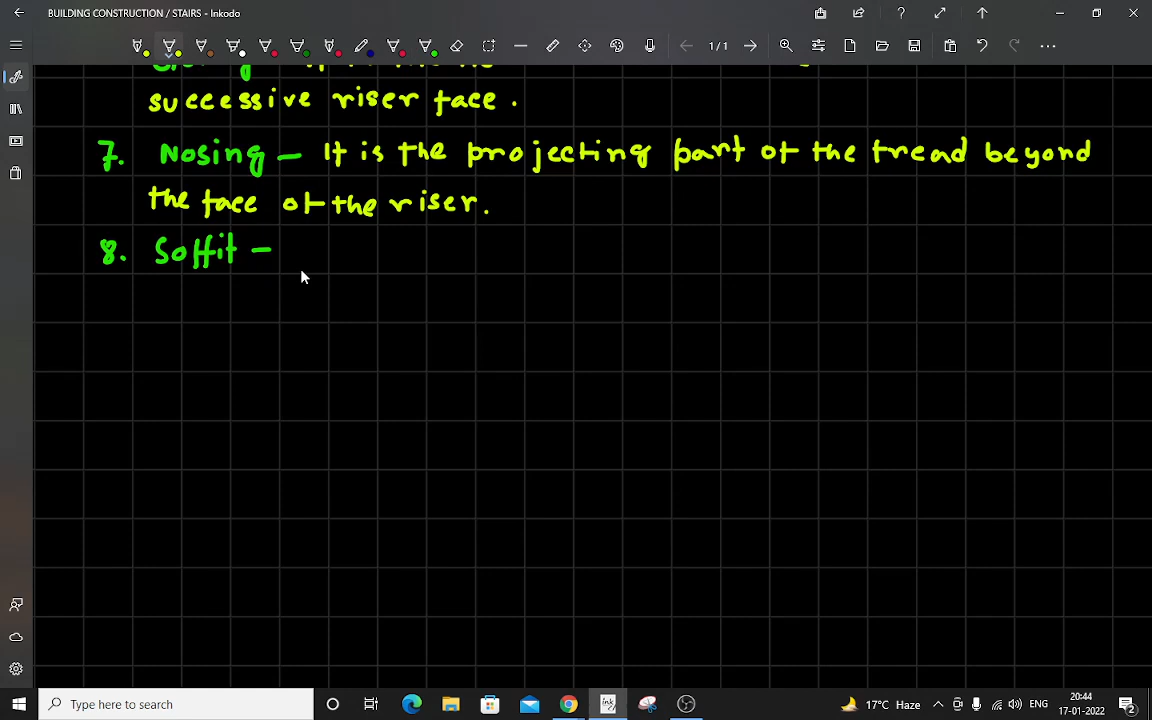 BUILDING CONSTRUCTION / STAIRS - Inkodo
1/1
successive riser face .
7. Nosing - It is the projecting part of the tread beyond
the face of the riser.
8. Soffit -
Type here to search
17°C Haze
ENG
20:44
17-01-2022
2